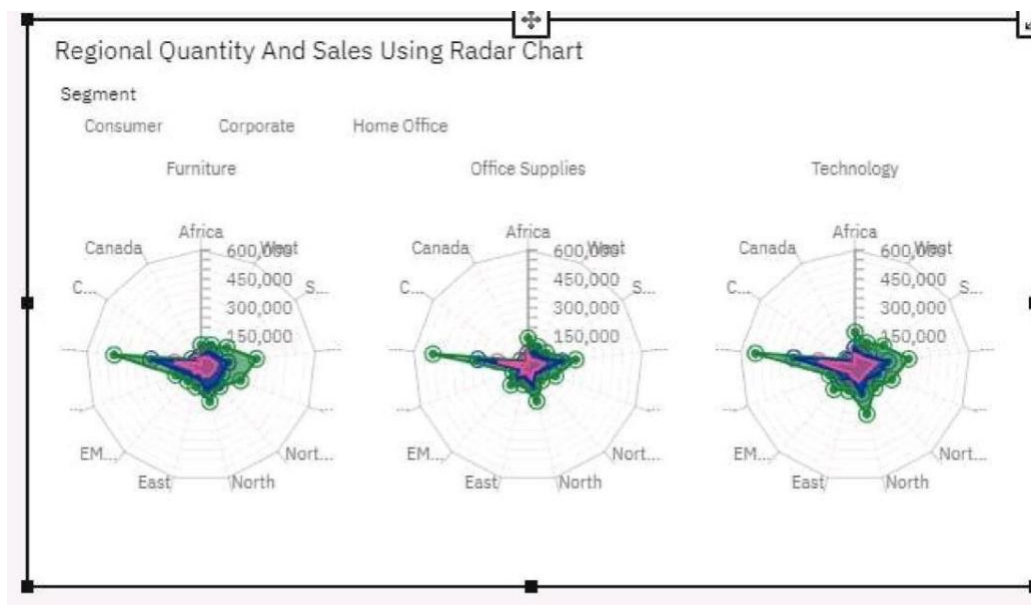 Regional Quantity And Sales Using Radar Chart
Segment
Consumer Corporate Home Office
Furniture Office Supplies Technology
Africa Africa Africa
Canada 600,000 West Canada 600,000 West Canada 600,000 West
C... 450,000 S... C... 450,000 S... C... 450,000 S...
300,000 300,000 300,000
150,000 150,000 150,000
EM... Nort... EM... Nort... EM... Nort...
East North East North East North